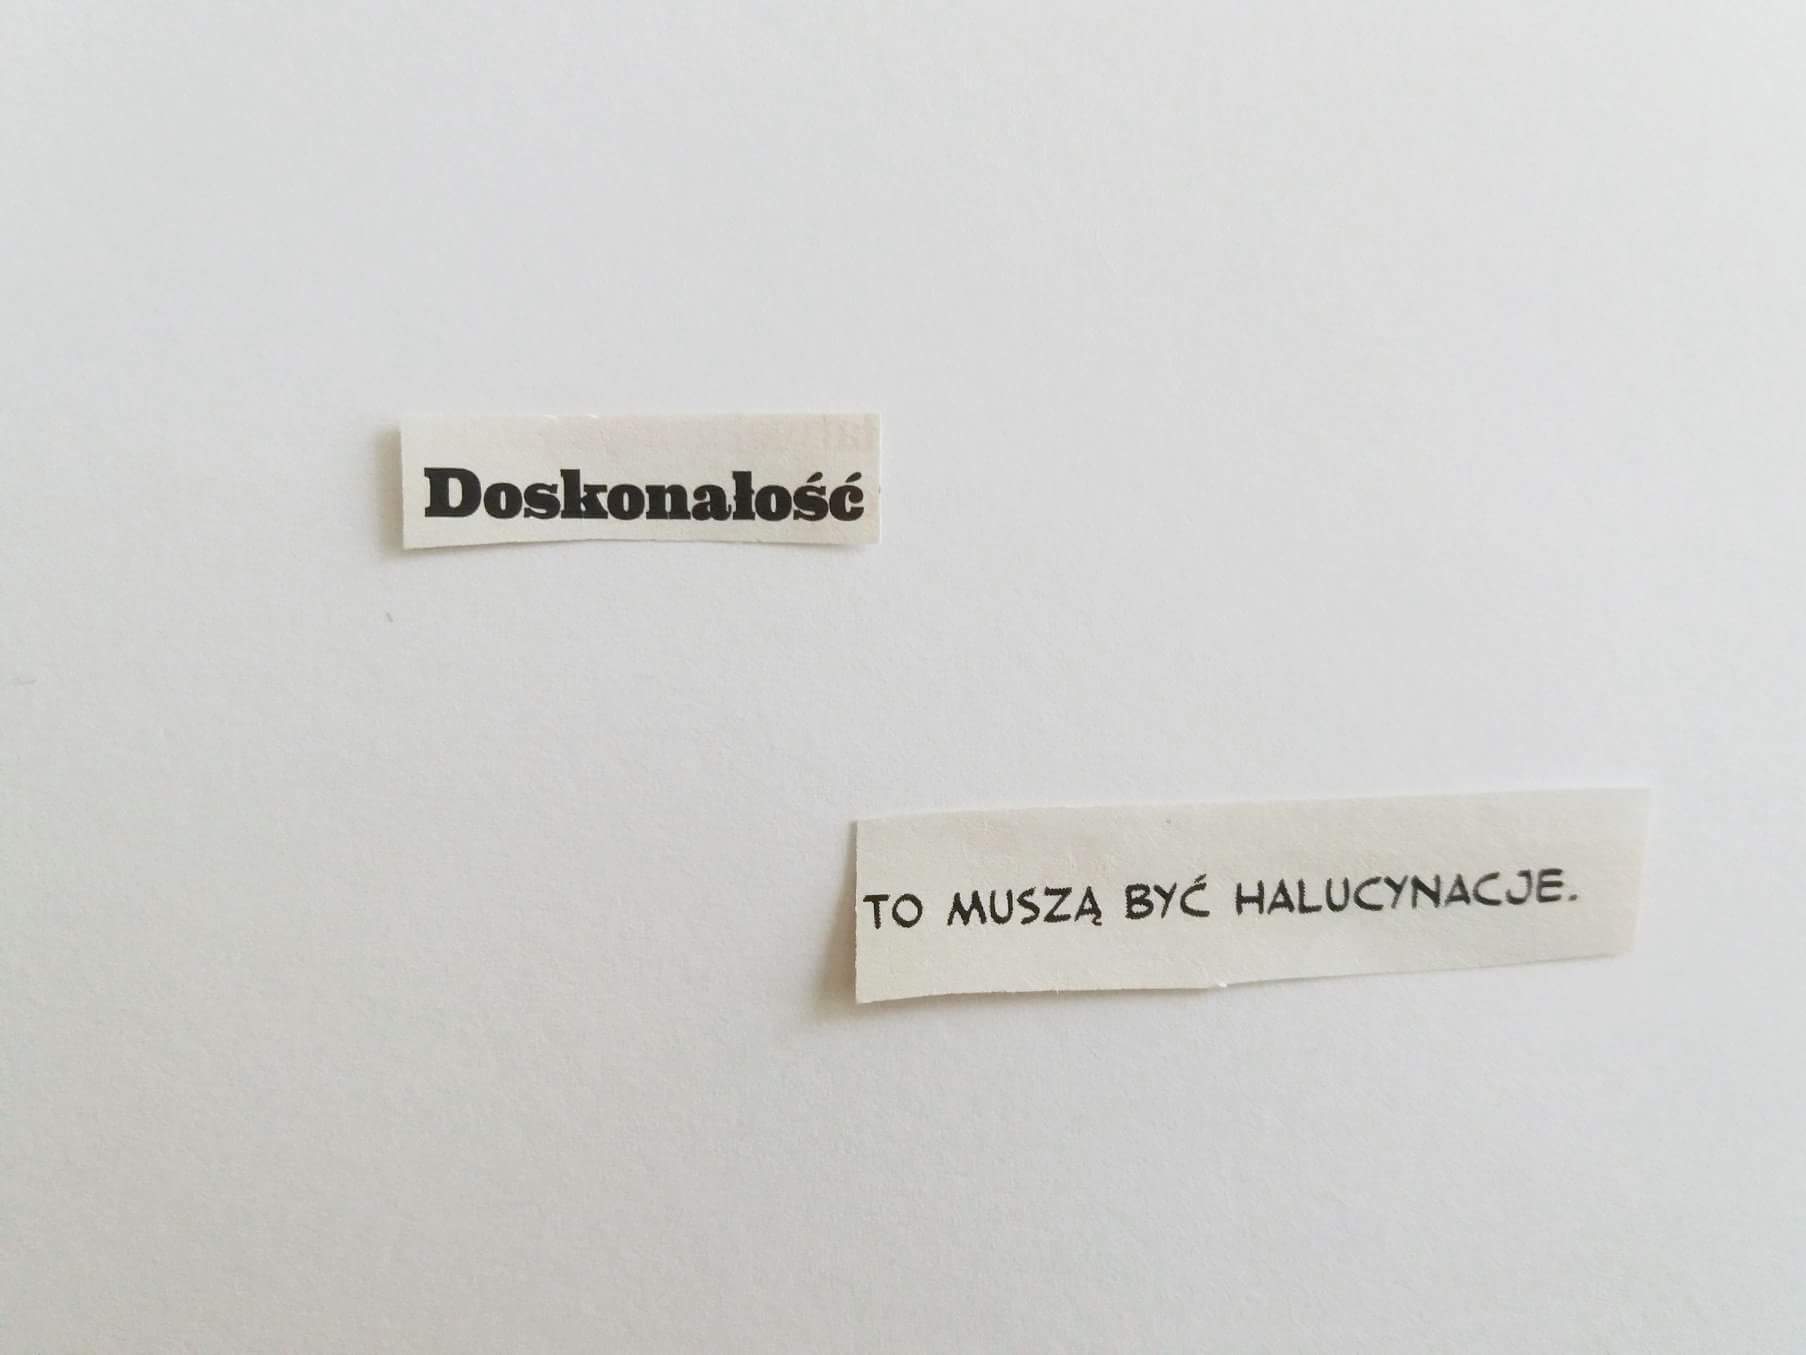 Doskonałość
TO MUSZĄ BYĆ HALUCYNACJE.